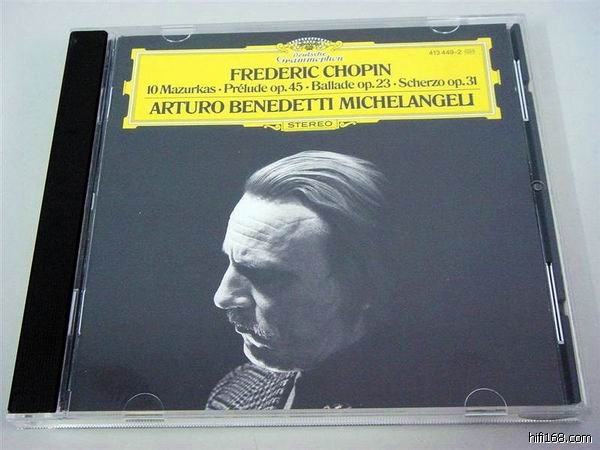 Deutsche
Grammophon
413 449-2
FREDERIC CHOPIN
10 Mazurkas · Prélude op.45 · Ballade op.23 · Scherzo op.31
ARTURO BENEDETTI MICHELANGELI
STEREO
hifi168.com